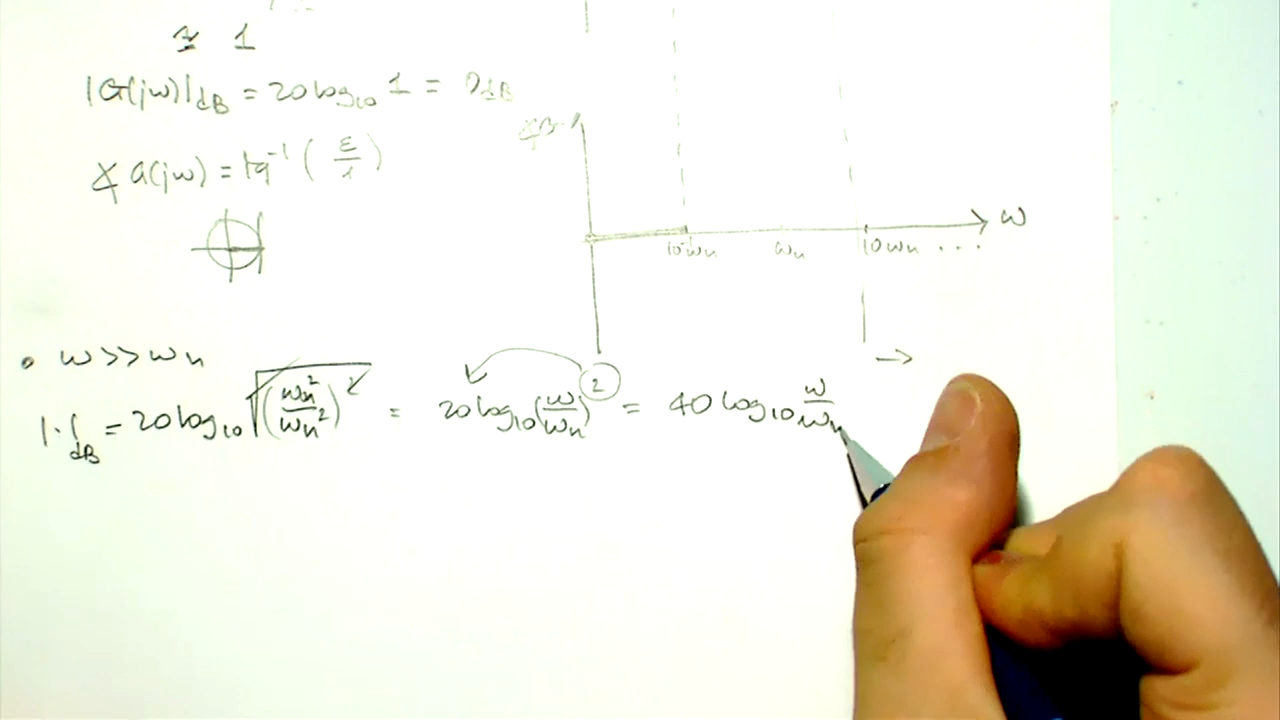 ≈ 1
|G(jω)|dB = 20 log10 1 = 0dB
∡ G(jω) = tg⁻¹ (ε/1)
ω
10⁻¹ωn ωn 10ωn ...
• ω >> ωn
|·|dB = 20 log10 √((ωn²/ωn²)²) = 20 log10 (ω/ωn)² = 40 log10 ω/ωn